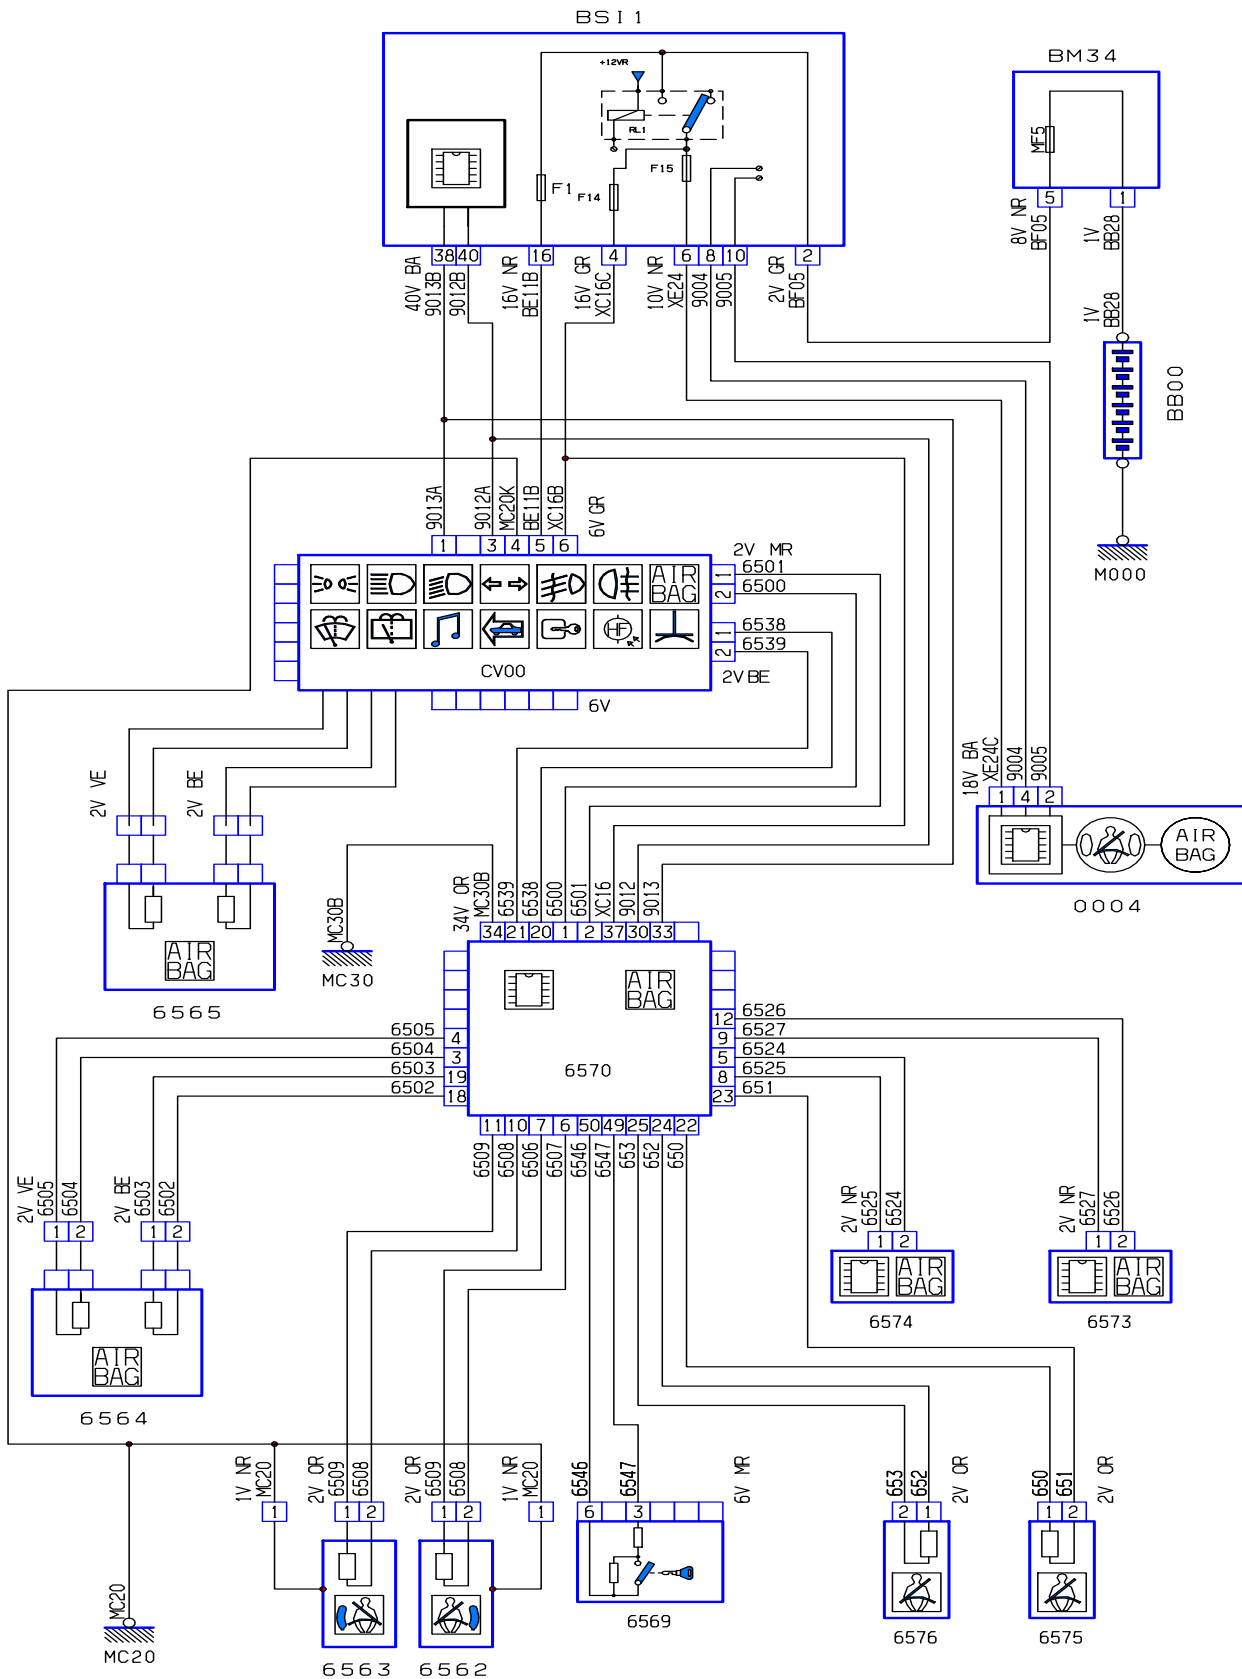 BSI1
BM34
+12VR
RL1
MF5
F1
F14
F15
5
1
38
40
16
4
6
8
10
2
40V BA
9013B
9012B
16V NR
BE11B
16V GR
XC16C
10V NR
XE24
9004
9005
2V GR
BF05
8V NR
BF05
1V
BB28
1V
BB28
BB00
M000
9013A
9012A
MC20K
BE11B
XC16B
6V GR
1
3
4
5
6
2V MR
1
6501
2
6500
1
6538
2
6539
2V BE
AIR
BAG
HF
CV00
6V
2V VE
2V BE
18V BA
XE24C
9004
9005
1
4
2
AIR
BAG
0004
AIR
BAG
6565
MC30B
MC30
34V OR
MC30B
6539
6538
6500
6501
XC16
9012
9013
34
21
20
1
2
37
30
33
AIR
BAG
6570
6505
4
6504
3
6503
19
6502
18
12
6526
9
6527
5
6524
8
6525
23
651
11
10
7
6
50
49
25
24
22
6509
6508
6506
6507
6546
6547
653
652
650
2V VE
6505
6504
2V BE
6503
6502
1
2
1
2
AIR
BAG
6564
2V NR
6525
6524
1
2
AIR
BAG
6574
2V NR
6527
6526
1
2
AIR
BAG
6573
1V NR
MC20
1
2V OR
6509
6508
1
2
6563
2V OR
6509
6508
1
2
6562
1V NR
MC20
1
6546
6547
6V MR
6
3
6569
653
652
2V OR
2
1
6576
650
651
2V OR
1
2
6575
MC20
MC20